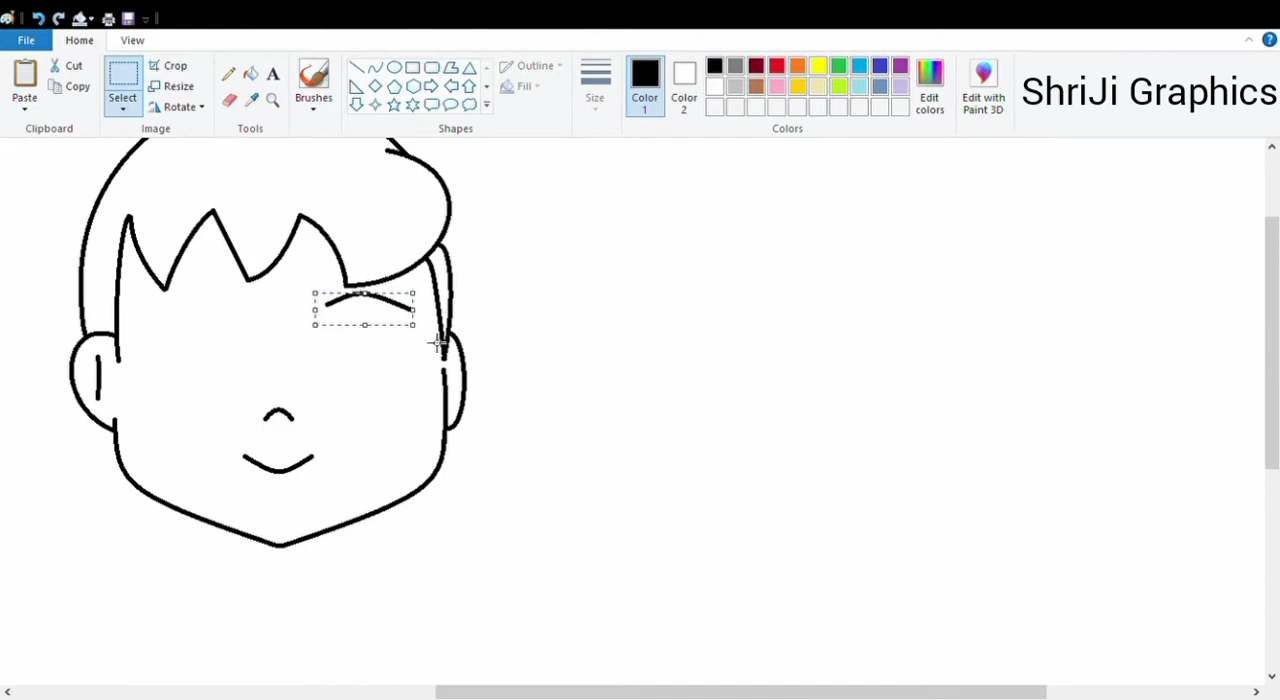 File Home View
Paste Cut Copy
Clipboard
Select Crop Resize Rotate
Image
A
Tools
Brushes
Outline Fill
Shapes
Size
Color 1
Color 2
Edit colors
Colors
Edit with Paint 3D
ShriJi Graphics